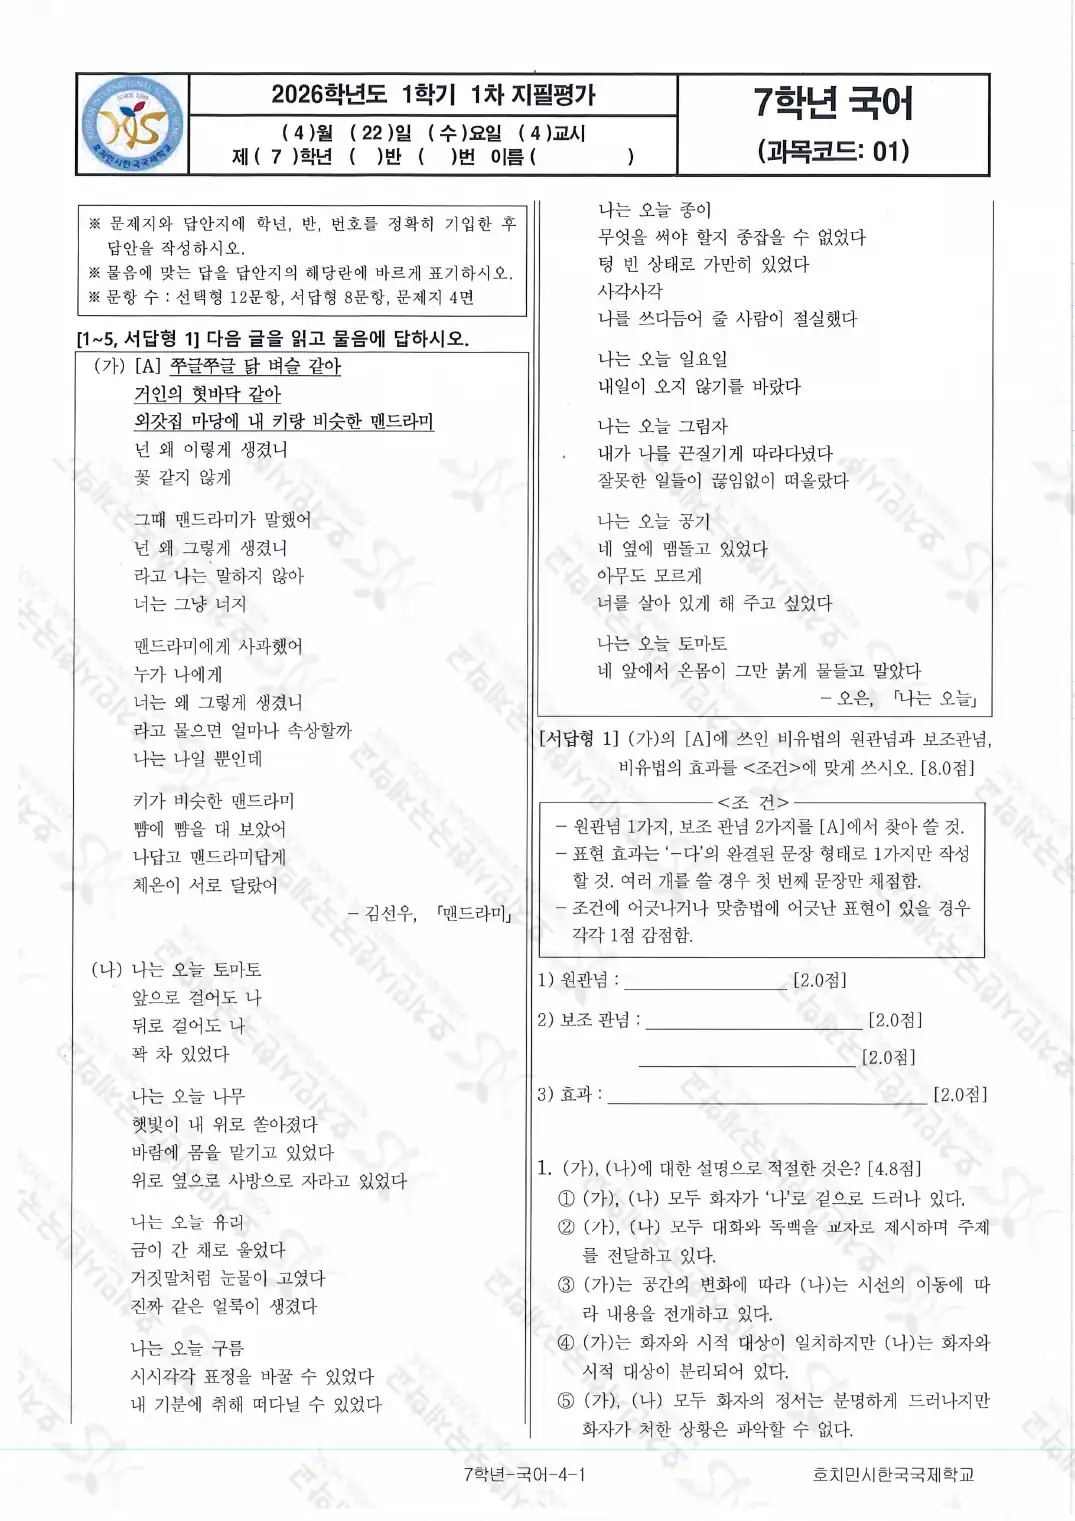 2026학년도 1학기 1차 지필평가
( 4 )월 ( 22 )일 ( 수 )요일 ( 4 )교시
제 ( 7 )학년 ( )반 ( )번 이름 ( )
7학년 국어
(과목코드: 01)
※ 문제지와 답안지에 학년, 반, 번호를 정확히 기입한 후
답안을 작성하시오.
※ 물음에 맞는 답을 답안지의 해당란에 바르게 표기하시오.
※ 문항 수 : 선택형 12문항, 서답형 8문항, 문제지 4면
[1~5, 서답형 1] 다음 글을 읽고 물음에 답하시오.
(가) [A] 쭈글쭈글 닭 벼슬 같아
거인의 혓바닥 같아
외갓집 마당에 내 키랑 비슷한 맨드라미
넌 왜 이렇게 생겼니
꽃 같지 않게
그때 맨드라미가 말했어
넌 왜 그렇게 생겼니
라고 나는 말하지 않아
너는 그냥 너지
맨드라미에게 사과했어
누가 나에게
너는 왜 그렇게 생겼니
라고 물으면 얼마나 속상할까
나는 나일 뿐인데
키가 비슷한 맨드라미
뺨에 뺨을 대 보았어
나답고 맨드라미답게
체온이 서로 달랐어
- 김선우, 「맨드라미」
(나) 나는 오늘 토마토
앞으로 걸어도 나
뒤로 걸어도 나
꽉 차 있었다
나는 오늘 나무
햇빛이 내 위로 쏟아졌다
바람에 몸을 맡기고 있었다
위로 옆으로 사방으로 자라고 있었다
나는 오늘 유리
금이 간 채로 울었다
거짓말처럼 눈물이 고였다
진짜 같은 얼룩이 생겼다
나는 오늘 구름
시시각각 표정을 바꿀 수 있었다
내 기분에 취해 떠다닐 수 있었다
나는 오늘 종이
무엇을 써야 할지 종잡을 수 없었다
텅 빈 상태로 가만히 있었다
사각사각
나를 쓰다듬어 줄 사람이 절실했다
나는 오늘 일요일
내일이 오지 않기를 바랐다
나는 오늘 그림자
내가 나를 끈질기게 따라다녔다
잘못한 일들이 끊임없이 떠올랐다
나는 오늘 공기
네 옆에 맴돌고 있었다
아무도 모르게
너를 살아 있게 해 주고 싶었다
나는 오늘 토마토
네 앞에서 온몸이 그만 붉게 물들고 말았다
- 오은, 「나는 오늘」
[서답형 1] (가)의 [A]에 쓰인 비유법의 원관념과 보조관념,
비유법의 효과를 <조건>에 맞게 쓰시오. [8.0점]
<조 건>
- 원관념 1가지, 보조 관념 2가지를 [A]에서 찾아 쓸 것.
- 표현 효과는 '-다'의 완결된 문장 형태로 1가지만 작성
할 것. 여러 개를 쓸 경우 첫 번째 문장만 채점함.
- 조건에 어긋나거나 맞춤법에 어긋난 표현이 있을 경우
각각 1점 감점함.
1) 원관념 : [2.0점]
2) 보조 관념 : [2.0점]
[2.0점]
3) 효과 : [2.0점]
1. (가), (나)에 대한 설명으로 적절한 것은? [4.8점]
① (가), (나) 모두 화자가 '나'로 겉으로 드러나 있다.
② (가), (나) 모두 대화와 독백을 교차로 제시하며 주제
를 전달하고 있다.
③ (가)는 공간의 변화에 따라 (나)는 시선의 이동에 따
라 내용을 전개하고 있다.
④ (가)는 화자와 시적 대상이 일치하지만 (나)는 화자와
시적 대상이 분리되어 있다.
⑤ (가), (나) 모두 화자의 정서는 분명하게 드러나지만
화자가 처한 상황은 파악할 수 없다.
7학년-국어-4-1
호치민시한국국제학교